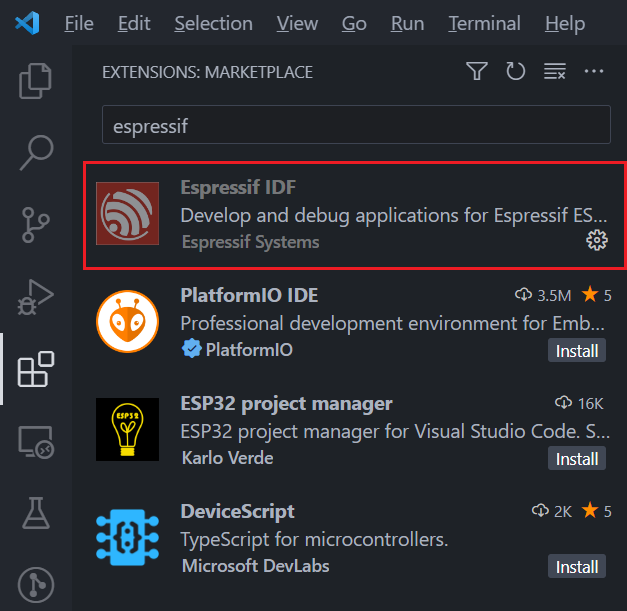 File Edit Selection View Go Run Terminal Help
EXTENSIONS: MARKETPLACE
espressif
Espressif IDF
Develop and debug applications for Espressif ES...
Espressif Systems
PlatformIO IDE 3.5M 5
Professional development environment for Emb...
PlatformIO Install
ESP32
ESP32 project manager 16K
ESP32 project manager for Visual Studio Code. S...
Karlo Verde Install
DeviceScript 2K 5
TypeScript for microcontrollers.
Microsoft DevLabs Install